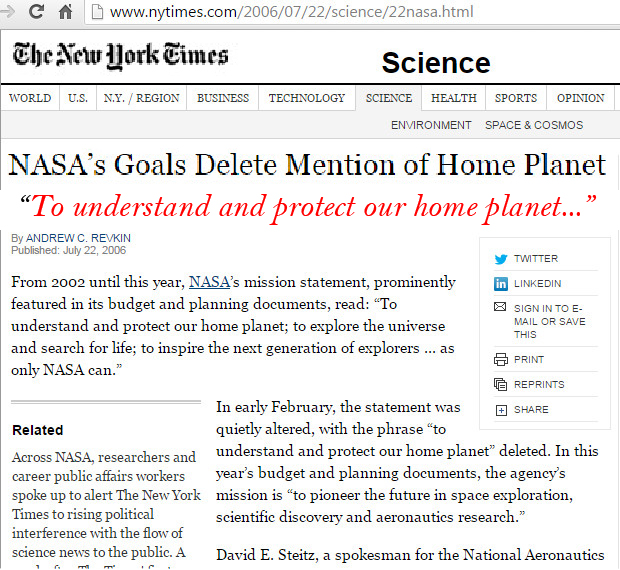 www.nytimes.com/2006/07/22/science/22nasa.html
The New York Times
Science
WORLD U.S. N.Y. / REGION BUSINESS TECHNOLOGY SCIENCE HEALTH SPORTS OPINION
ENVIRONMENT SPACE & COSMOS
NASA’s Goals Delete Mention of Home Planet
“To understand and protect our home planet...”
By ANDREW C. REVKIN
Published: July 22, 2006
From 2002 until this year, NASA’s mission statement, prominently
featured in its budget and planning documents, read: “To
understand and protect our home planet; to explore the universe
and search for life; to inspire the next generation of explorers ... as
only NASA can.”
TWITTER
LINKEDIN
SIGN IN TO E-
MAIL OR SAVE
THIS
PRINT
REPRINTS
SHARE
Related
Across NASA, researchers and
career public affairs workers
spoke up to alert The New York
Times to rising political
interference with the flow of
science news to the public. A
In early February, the statement was
quietly altered, with the phrase “to
understand and protect our home planet” deleted. In this
year’s budget and planning documents, the agency’s
mission is “to pioneer the future in space exploration,
scientific discovery and aeronautics research.”
David E. Steitz, a spokesman for the National Aeronautics